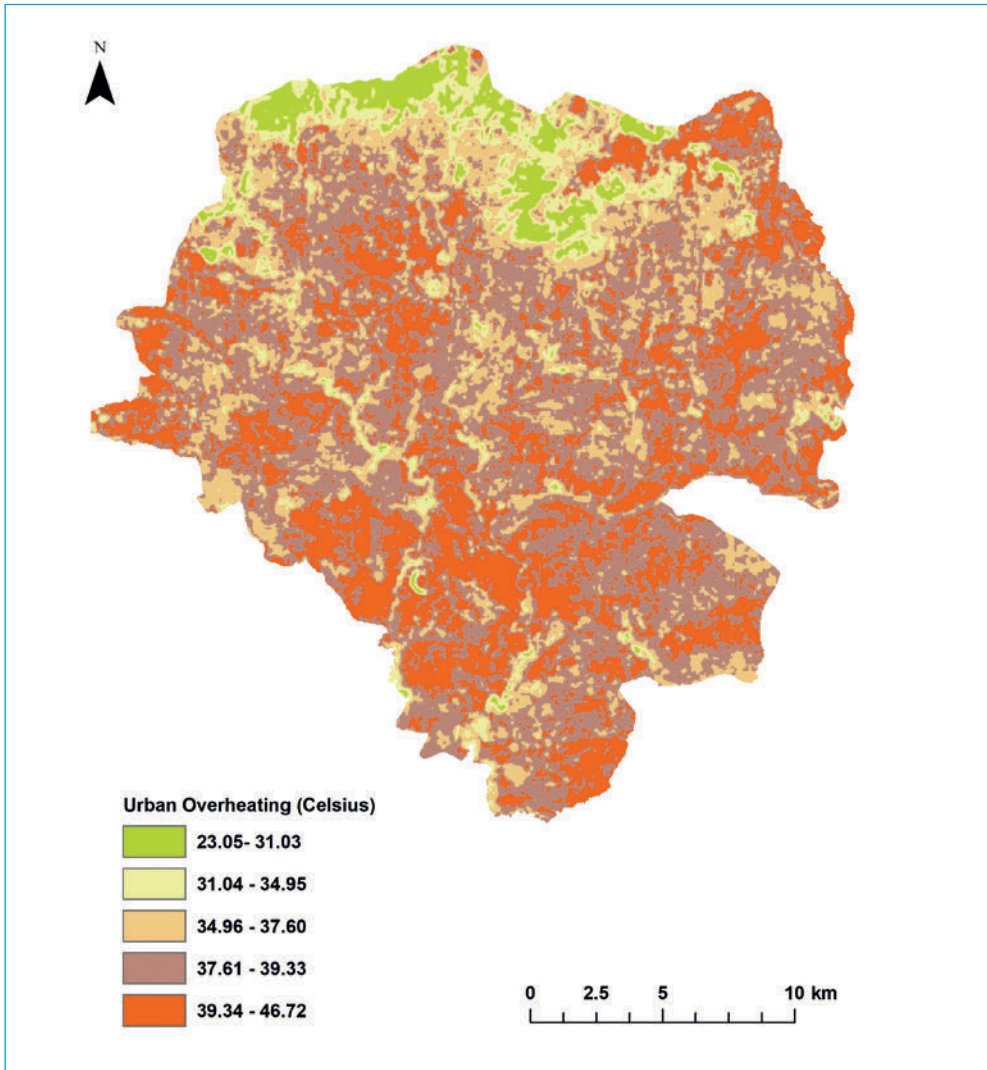 N
Urban Overheating (Celsius)
23.05- 31.03
31.04 - 34.95
34.96 - 37.60
37.61 - 39.33
39.34 - 46.72
0 2.5 5 10 km